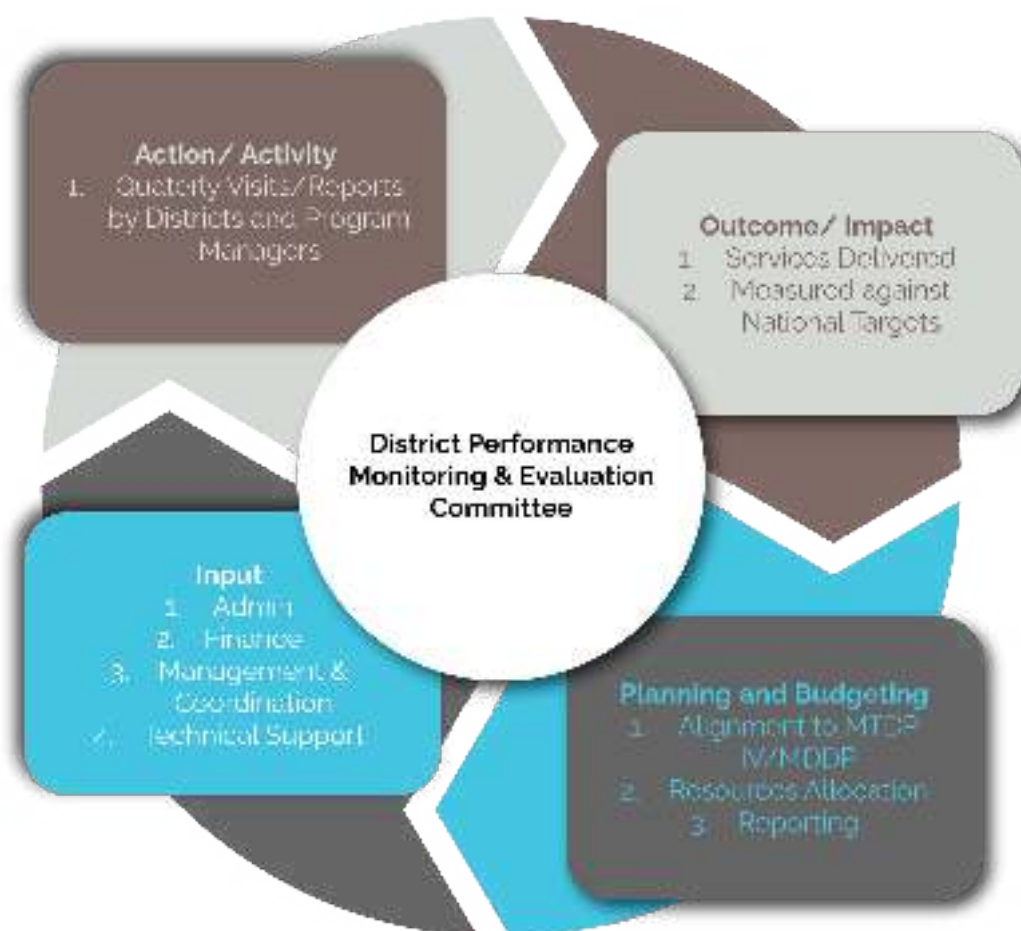 Action/ Activity
1. Quaterly Visits/Reports
by Districts and Program
Managers
Outcome/ Impact
1. Services Delivered
2. Measured against
National Targets
District Performance
Monitoring & Evaluation
Committee
Input
1. Admin
2. Finance
3. Management &
Coordination
4. Technical Support
Planning and Budgeting
1. Alignment to MTDP
IV/MDDP
2. Resources Allocation
3. Reporting